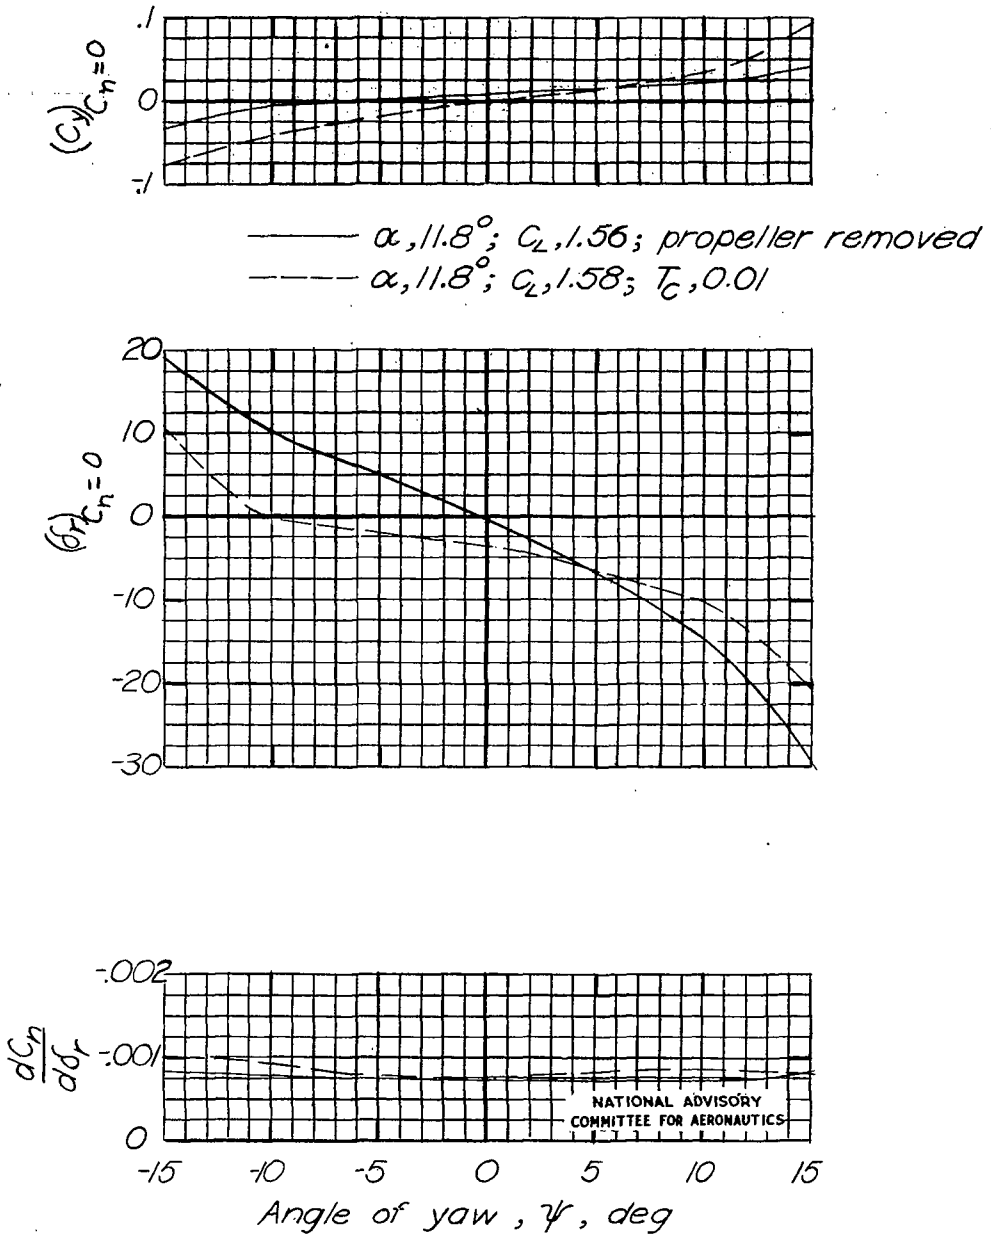 .1
0
-.1
(Cy)Cn=0
α, 11.8°; CL, 1.56; propeller removed
α, 11.8°; CL, 1.58; Tc, 0.01
20
10
0
-10
-20
-30
(δr)Cn=0
-.002
-.001
0
dCn
dδr
NATIONAL ADVISORY
COMMITTEE FOR AERONAUTICS
-15 -10 -5 0 5 10 15
Angle of yaw, ψ, deg